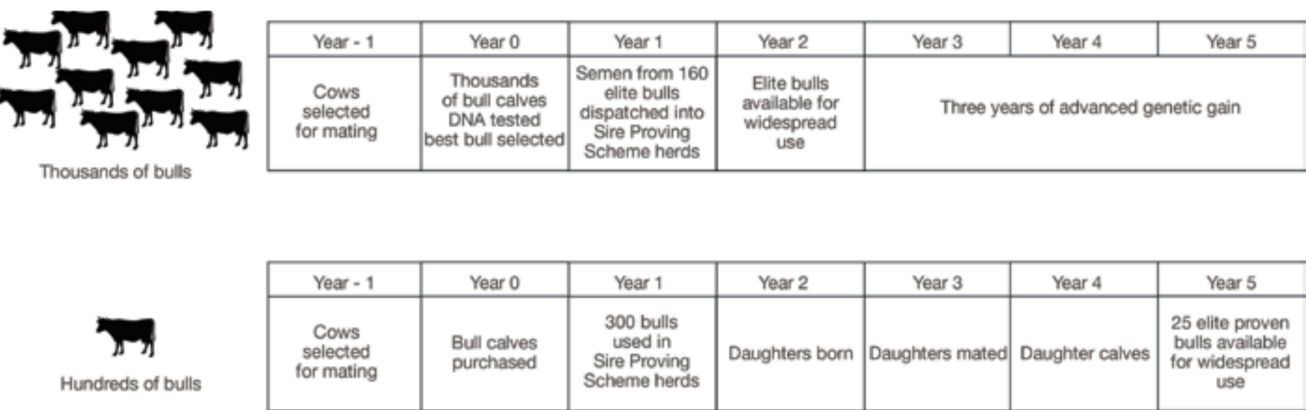 Year - 1
Year 0
Year 1
Year 2
Year 3
Year 4
Year 5
Cows
selected
for mating
Thousands
of bull calves
DNA tested
best bull selected
Semen from 160
elite bulls
dispatched into
Sire Proving
Scheme herds
Elite bulls
available for
widespread
use
Three years of advanced genetic gain
Thousands of bulls
Year - 1
Year 0
Year 1
Year 2
Year 3
Year 4
Year 5
Cows
selected
for mating
Bull calves
purchased
300 bulls
used in
Sire Proving
Scheme herds
Daughters born
Daughters mated
Daughter calves
25 elite proven
bulls available
for widespread
use
Hundreds of bulls